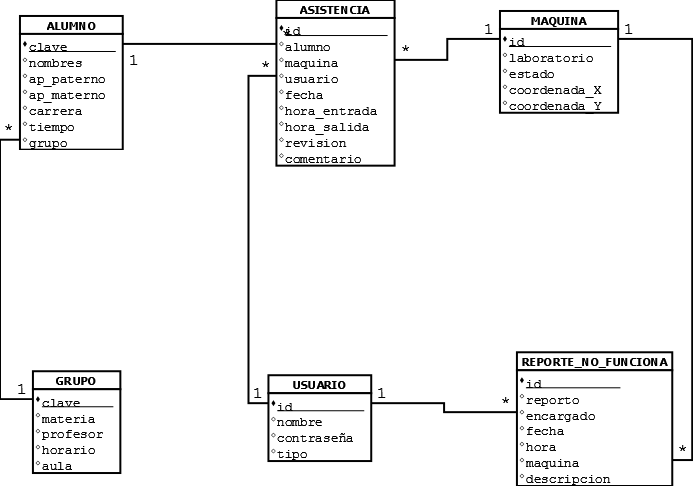 ALUMNO
clave
nombres
ap_paterno
ap_materno
carrera
tiempo
grupo
1
*
ASISTENCIA
id
alumno
maquina
usuario
fecha
hora_entrada
hora_salida
revision
comentario
*
*
*
MAQUINA
id
laboratorio
estado
coordenada_X
coordenada_Y
1
1
GRUPO
clave
materia
profesor
horario
aula
1
USUARIO
id
nombre
contraseña
tipo
1
1
REPORTE_NO_FUNCIONA
id
reporto
encargado
fecha
hora
maquina
descripcion
*
*